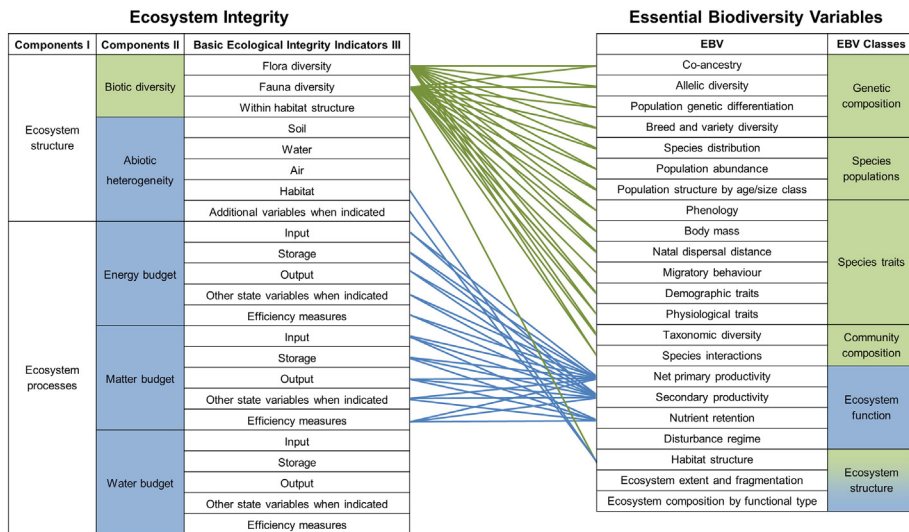 Ecosystem Integrity
Components I Components II Basic Ecological Integrity Indicators III
Ecosystem
structure
Biotic diversity
Flora diversity
Fauna diversity
Within habitat structure
Abiotic
heterogeneity
Soil
Water
Air
Habitat
Additional variables when indicated
Ecosystem
processes
Energy budget
Input
Storage
Output
Other state variables when indicated
Efficiency measures
Matter budget
Input
Storage
Output
Other state variables when indicated
Efficiency measures
Water budget
Input
Storage
Output
Other state variables when indicated
Efficiency measures
Essential Biodiversity Variables
EBV EBV Classes
Co-ancestry
Allelic diversity
Population genetic differentiation
Breed and variety diversity
Genetic
composition
Species distribution
Population abundance
Population structure by age/size class
Species
populations
Phenology
Body mass
Natal dispersal distance
Migratory behaviour
Demographic traits
Physiological traits
Species traits
Taxonomic diversity
Species interactions
Community
composition
Net primary productivity
Secondary productivity
Nutrient retention
Disturbance regime
Ecosystem
function
Habitat structure
Ecosystem extent and fragmentation
Ecosystem composition by functional type
Ecosystem
structure